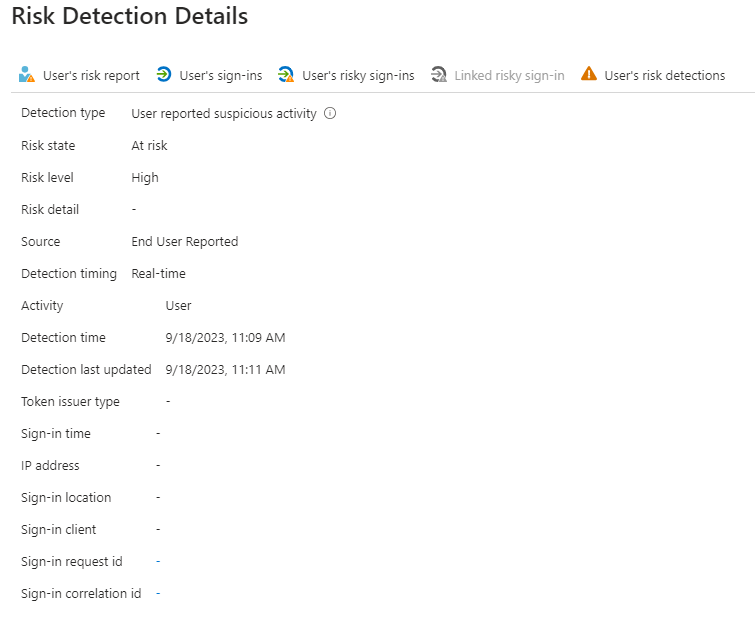 Risk Detection Details
User's risk report User's sign-ins User's risky sign-ins Linked risky sign-in User's risk detections
Detection type User reported suspicious activity
Risk state At risk
Risk level High
Risk detail -
Source End User Reported
Detection timing Real-time
Activity User
Detection time 9/18/2023, 11:09 AM
Detection last updated 9/18/2023, 11:11 AM
Token issuer type -
Sign-in time -
IP address -
Sign-in location -
Sign-in client -
Sign-in request id -
Sign-in correlation id -